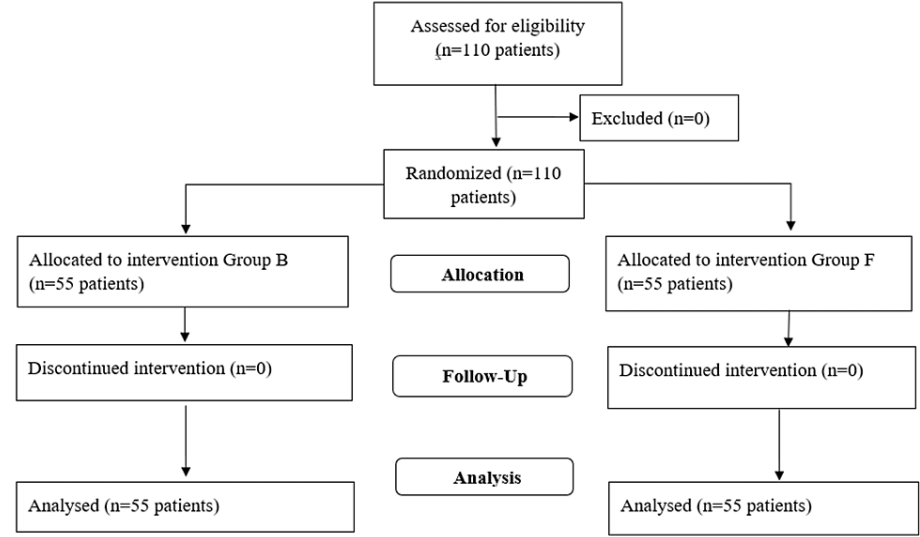 Assessed for eligibility
(n=110 patients)
Excluded (n=0)
Randomized (n=110
patients)
Allocated to intervention Group B
(n=55 patients)
Allocation
Allocated to intervention Group F
(n=55 patients)
Discontinued intervention (n=0)
Follow-Up
Discontinued intervention (n=0)
Analysed (n=55 patients)
Analysis
Analysed (n=55 patients)